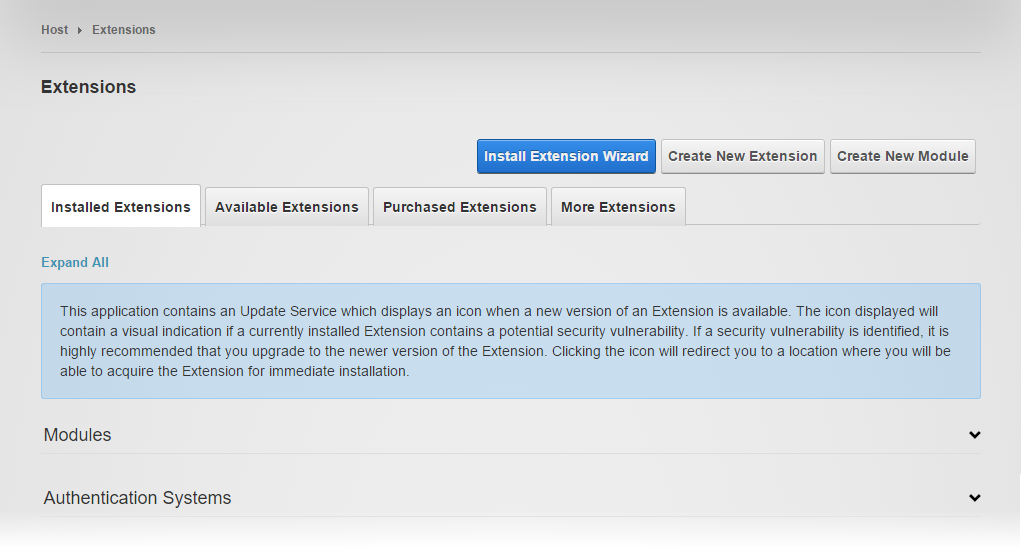 Host Extensions
Extensions
Install Extension Wizard Create New Extension Create New Module
Installed Extensions Available Extensions Purchased Extensions More Extensions
Expand All
This application contains an Update Service which displays an icon when a new version of an Extension is available. The icon displayed will
contain a visual indication if a currently installed Extension contains a potential security vulnerability. If a security vulnerability is identified, it is
highly recommended that you upgrade to the newer version of the Extension. Clicking the icon will redirect you to a location where you will be
able to acquire the Extension for immediate installation.
Modules
Authentication Systems